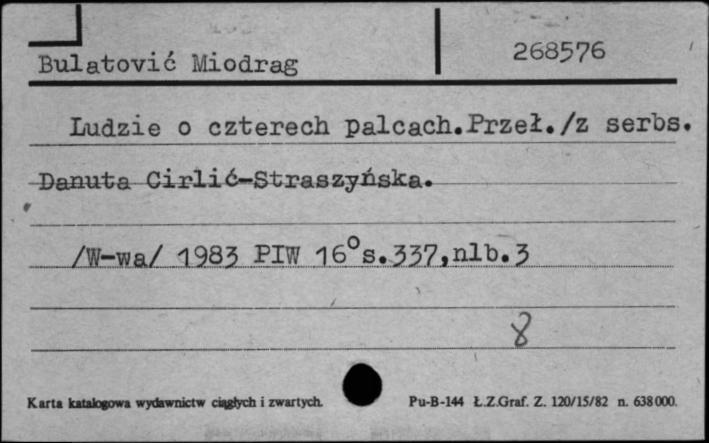 Bulatović Miodrag 268576
Ludzie o czterech palcach.Przeł./z serbs.
Danuta Cirlić-Straszyńska.
/W-wa/ 1983 PIW 16°s.337,nlb.3
8
Karta katalogowa wydawnictw ciągłych i zwartych. Pu-B-144 Ł.Z.Graf. Z. 120/15/82 n. 638000.